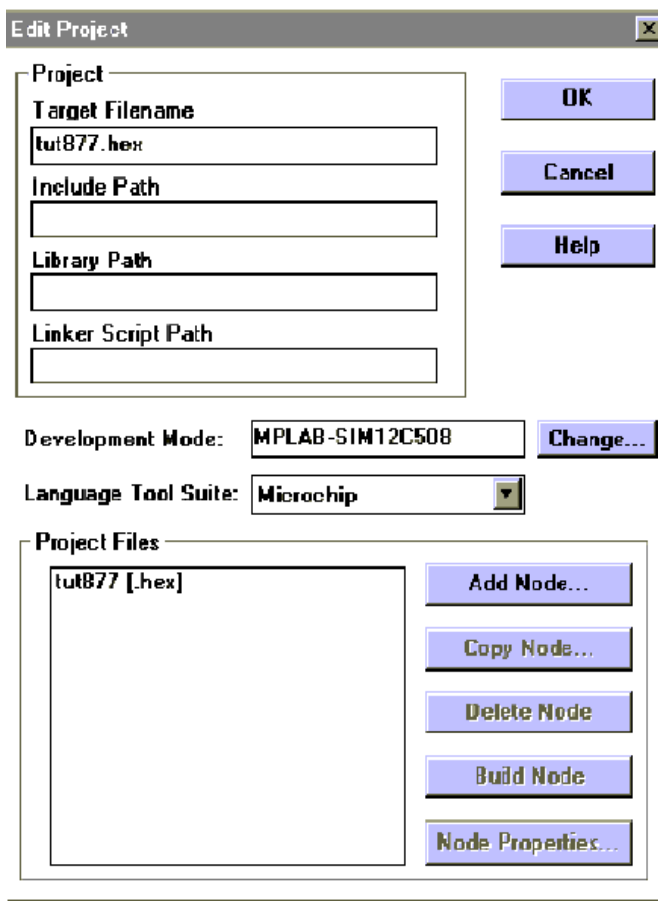 Edit Project
Project
Target Filename
tut877.hex
Include Path
Library Path
Linker Script Path
OK
Cancel
Help
Development Mode: MPLAB-SIM12C508 Change...
Language Tool Suite: Microchip
Project Files
tut877 [.hex]
Add Node...
Copy Node...
Delete Node
Build Node
Node Properties...